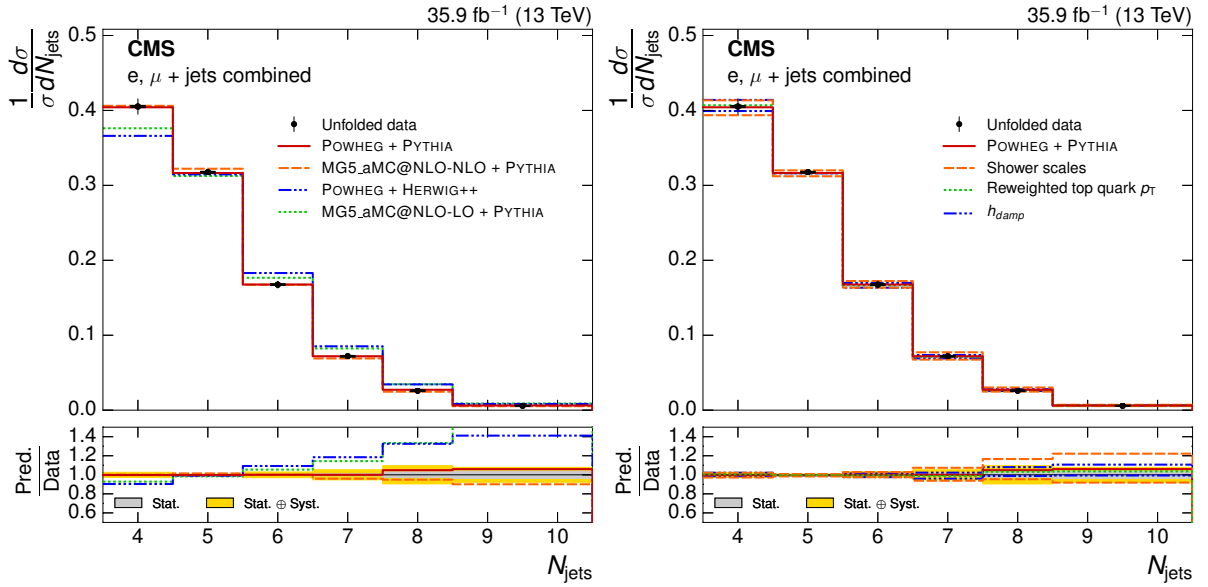 35.9 fb⁻¹ (13 TeV)
CMS
e, μ + jets combined
1/σ dσ/dN_jets
0.5
0.4
0.3
0.2
0.1
0.0
Unfolded data
POWHEG + PYTHIA
MG5_aMC@NLO-NLO + PYTHIA
POWHEG + HERWIG++
MG5_aMC@NLO-LO + PYTHIA
Pred./Data
1.4
1.2
1.0
0.8
0.6
Stat.
Stat. ⊕ Syst.
4 5 6 7 8 9 10
N_jets
35.9 fb⁻¹ (13 TeV)
CMS
e, μ + jets combined
1/σ dσ/dN_jets
0.5
0.4
0.3
0.2
0.1
0.0
Unfolded data
POWHEG + PYTHIA
Shower scales
Reweighted top quark p_T
h_damp
Pred./Data
1.4
1.2
1.0
0.8
0.6
Stat.
Stat. ⊕ Syst.
4 5 6 7 8 9 10
N_jets